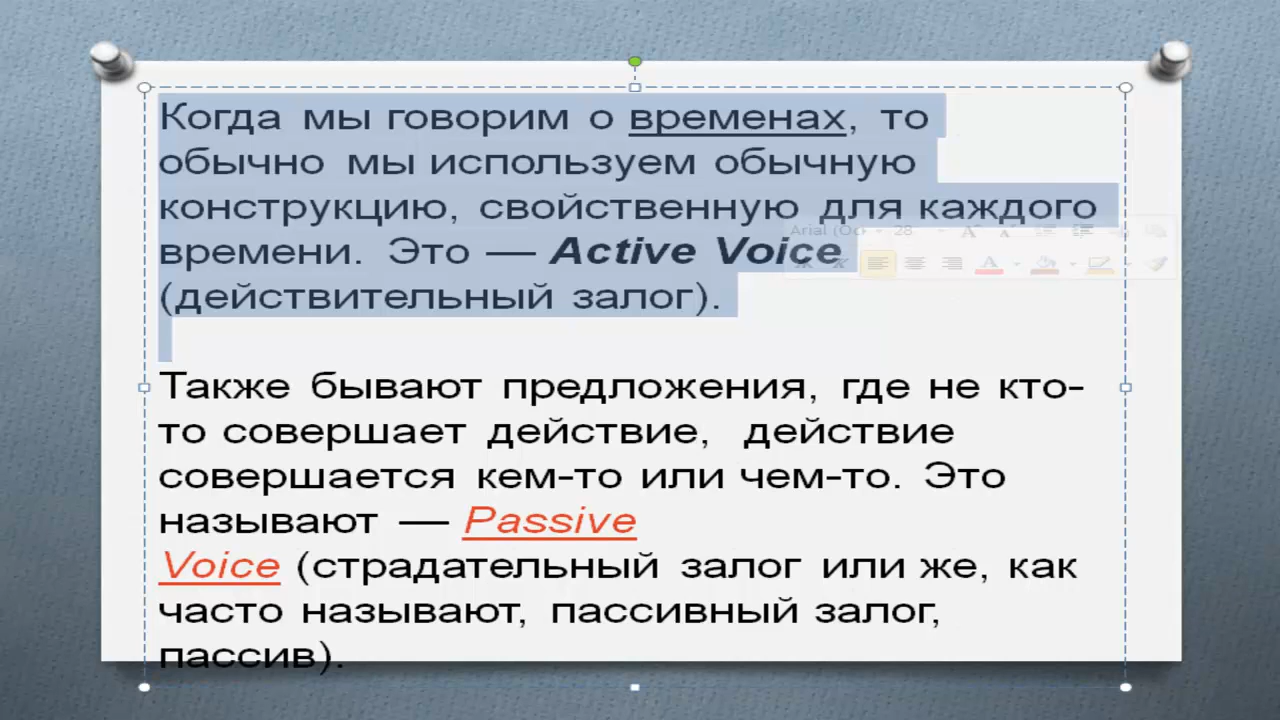 Когда мы говорим о временах, то
обычно мы используем обычную
конструкцию, свойственную для каждого
времени. Это — Active Voice
(действительный залог).
Также бывают предложения, где не кто-
то совершает действие, действие
совершается кем-то или чем-то. Это
называют — Passive
Voice (страдательный залог или же, как
часто называют, пассивный залог,
пассив).
28